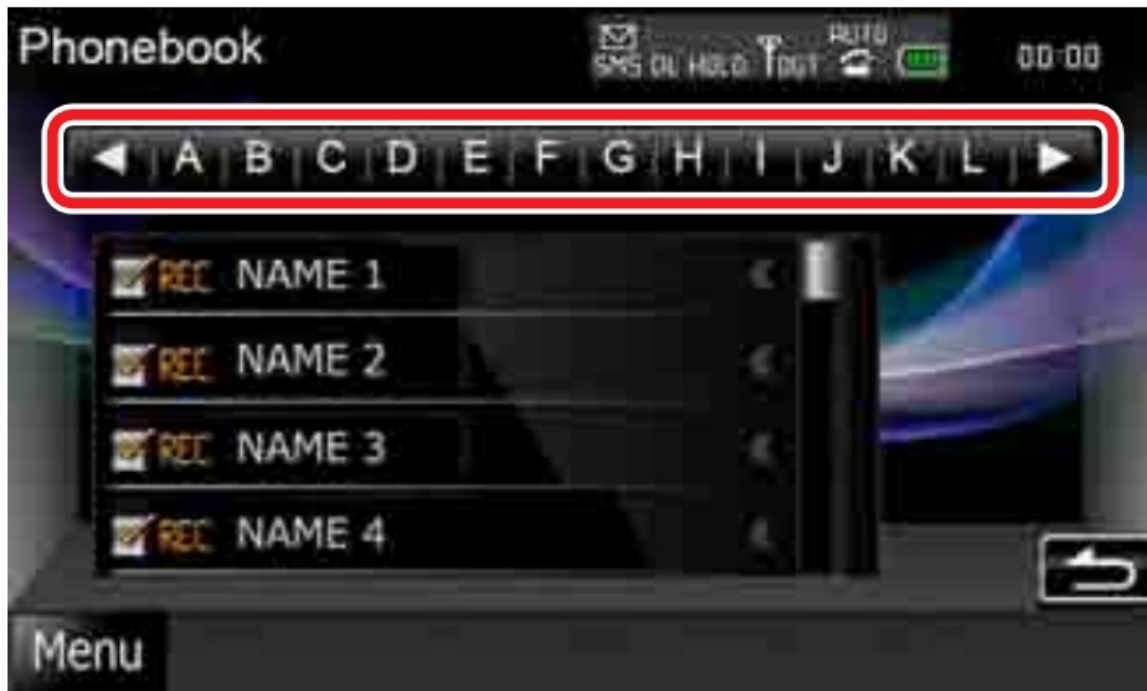 Phonebook
AUTO
SMS DL HOLD OUT 00:00
A B C D E F G H I J K L
REC NAME 1
REC NAME 2
REC NAME 3
REC NAME 4
Menu